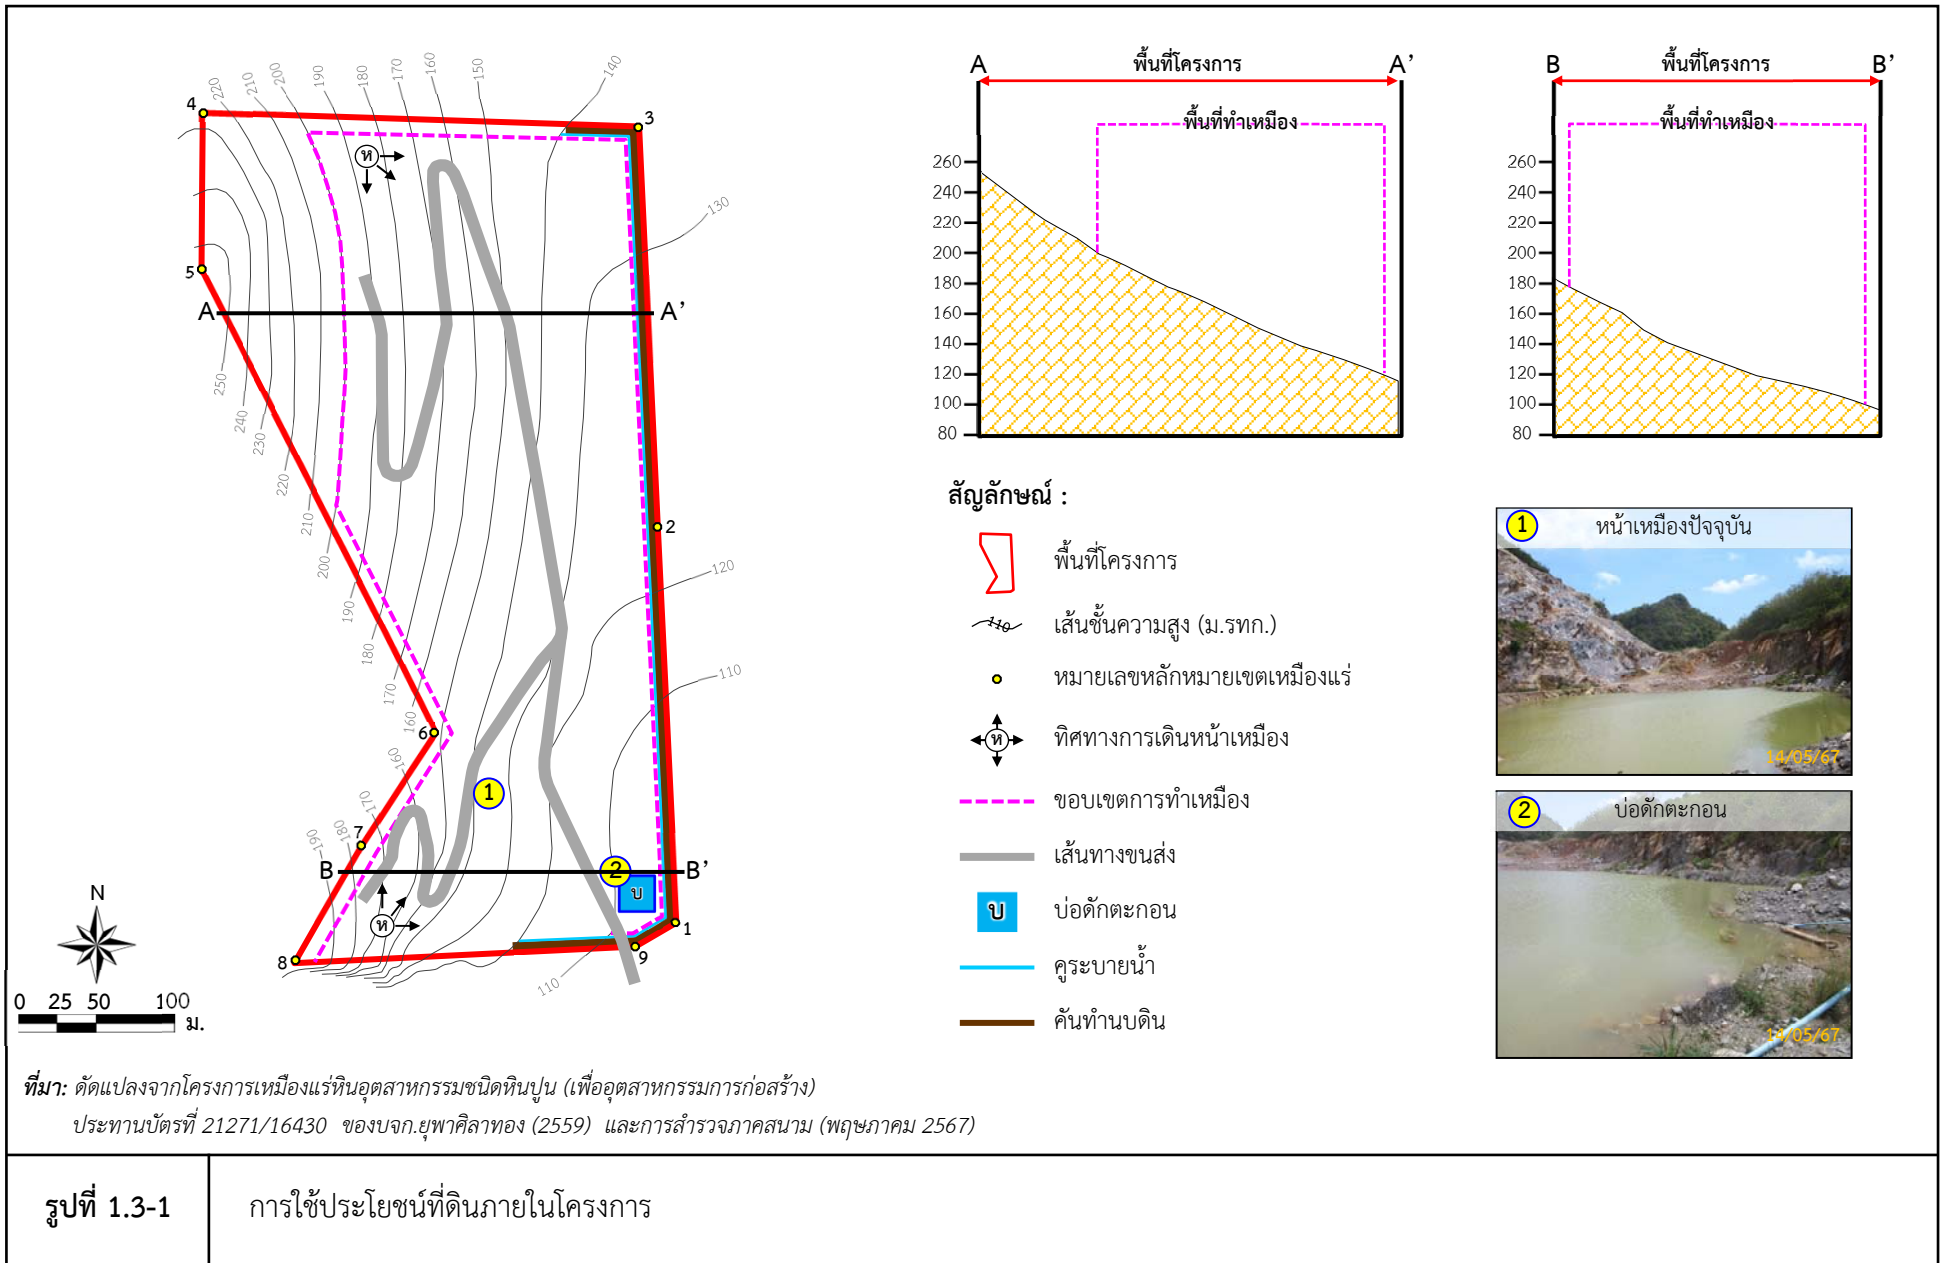 220
210
200
190
180
170
160
150
140
4
3
ห
130
5
A
A'
250
240
230
220
210
200
190
180
170
160
2
120
110
6
160
170
180
190
7
1
B
2
B'
บ
ห
1
8
9
110
N
0 25 50 100
ม.
A พื้นที่โครงการ A'
พื้นที่ทำเหมือง
260
240
220
200
180
160
140
120
100
80
B พื้นที่โครงการ B'
พื้นที่ทำเหมือง
260
240
220
200
180
160
140
120
100
80
สัญลักษณ์ :
พื้นที่โครงการ
110 เส้นชั้นความสูง (ม.รทก.)
หมายเลขหลักหมายเขตเหมืองแร่
ห ทิศทางการเดินหน้าเหมือง
ขอบเขตการทำเหมือง
เส้นทางขนส่ง
บ บ่อดักตะกอน
คูระบายน้ำ
คันทำนบดิน
1 หน้าเหมืองปัจจุบัน
14/05/67
2 บ่อดักตะกอน
14/05/67
ที่มา: ดัดแปลงจากโครงการเหมืองแร่หินอุตสาหกรรมชนิดหินปูน (เพื่ออุตสาหกรรมการก่อสร้าง)
ประทานบัตรที่ 21271/16430 ของบจก.ยุพาศิลาทอง (2559) และการสำรวจภาคสนาม (พฤษภาคม 2567)
รูปที่ 1.3-1 การใช้ประโยชน์ที่ดินภายในโครงการ